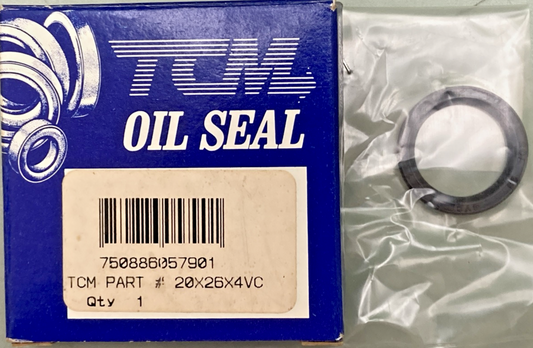 TCM
OIL SEAL
750886057901
TCM PART # 20X26X4VC
Qty 1